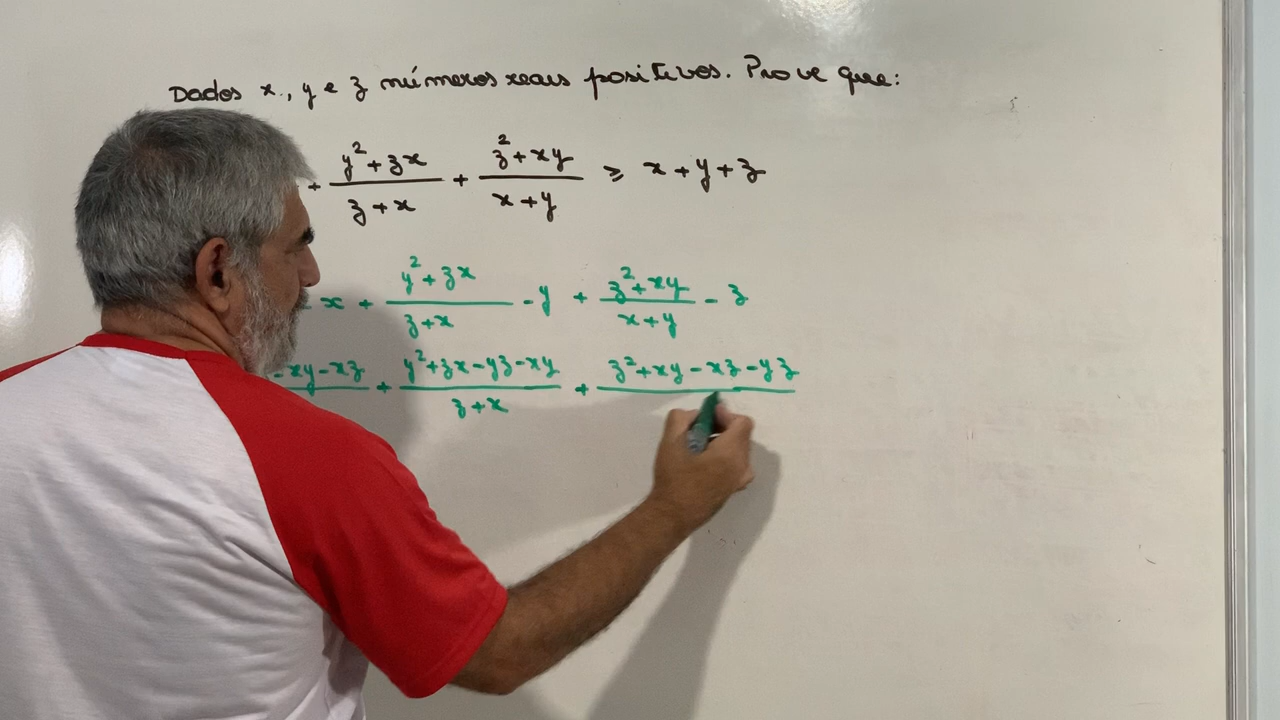 Dados x, y e z números reais positivos. Prove que:
+ (y² + zx)/(z + x) + (z² + xy)/(x + y) ≥ x + y + z
x + (y² + zx)/(z + x) - y + (z² + xy)/(x + y) - z
-xy - xz + (y² + zx - yz - xy)/(z + x) + z² + xy - xz - yz